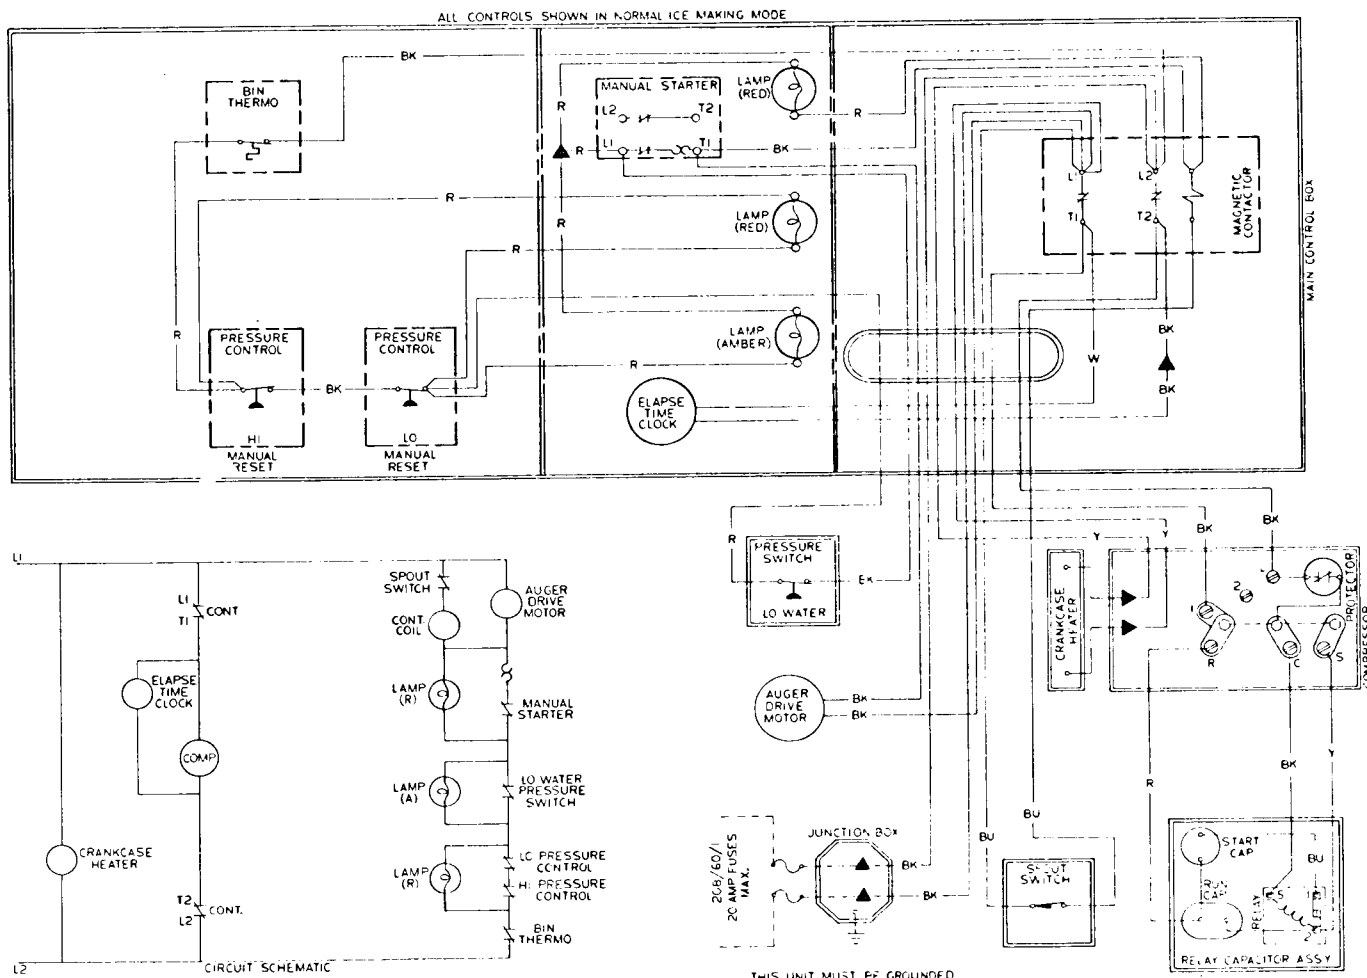 ALL CONTROLS SHOWN IN NORMAL ICE MAKING MODE
BIN
THERMO
BK
R
MANUAL STARTER
L2
T2
L1
T1
BK
R
R
R
LAMP
(RED)
R
R
LAMP
(RED)
R
LAMP
(AMBER)
R
ELAPSE
TIME
CLOCK
L1
L2
T1
T2
MAGNETIC
CONTACTOR
MAIN CONTROL BOX
W
BK
BK
R
PRESSURE
CONTROL
HI
MANUAL
RESET
BK
PRESSURE
CONTROL
LO
MANUAL
RESET
L1
L1
T1
CONT
ELAPSE
TIME
CLOCK
COMP
CRANKCASE
HEATER
T2
L2
CONT.
L2
CIRCUIT SCHEMATIC
SPOUT
SWITCH
CONT.
COIL
AUGER
DRIVE
MOTOR
LAMP
(R)
MANUAL
STARTER
LAMP
(A)
LO WATER
PRESSURE
SWITCH
LAMP
(R)
LO PRESSURE
CONTROL
HI PRESSURE
CONTROL
BIN
THERMO
R
PRESSURE
SWITCH
LO WATER
BK
AUGER
DRIVE
MOTOR
BK
BK
208/60/1
20 AMP FUSES
MAX.
JUNCTION BOX
BK
BK
BU
BU
SPOUT
SWITCH
THIS UNIT MUST BE GROUNDED
Y
Y
BK
BK
CRANKCASE
HEATER
1
2
R
C
S
PROTECTOR
COMPRESSOR
R
BK
Y
START
CAP
RUN
CAP
RELAY
BU
5
1
2
RELAY CAPACITOR ASSY